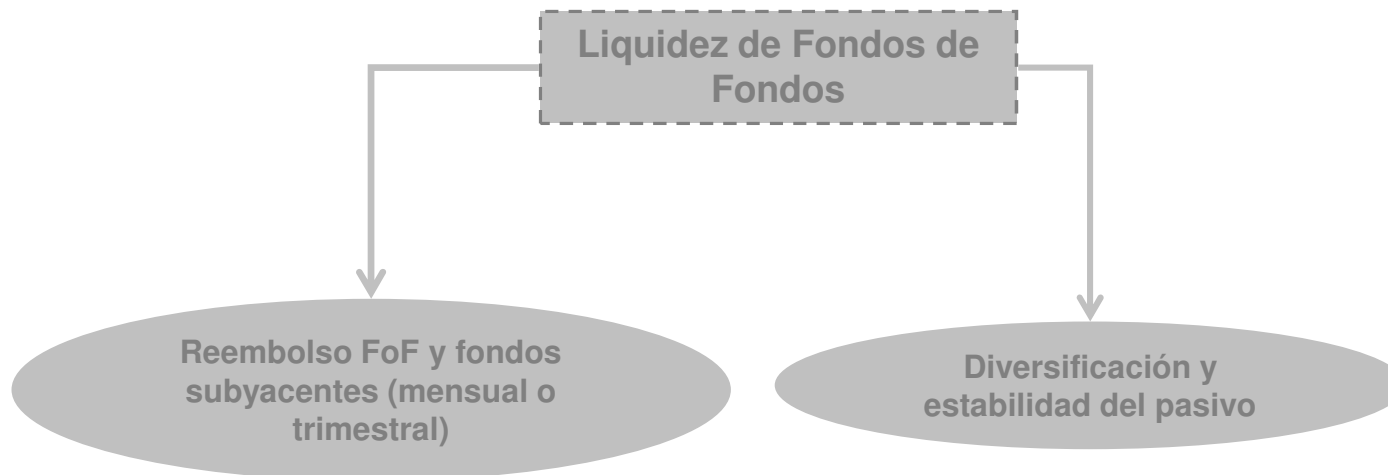 Liquidez de Fondos de
Fondos
Reembolso FoF y fondos
subyacentes (mensual o
trimestral)
Diversificación y
estabilidad del pasivo